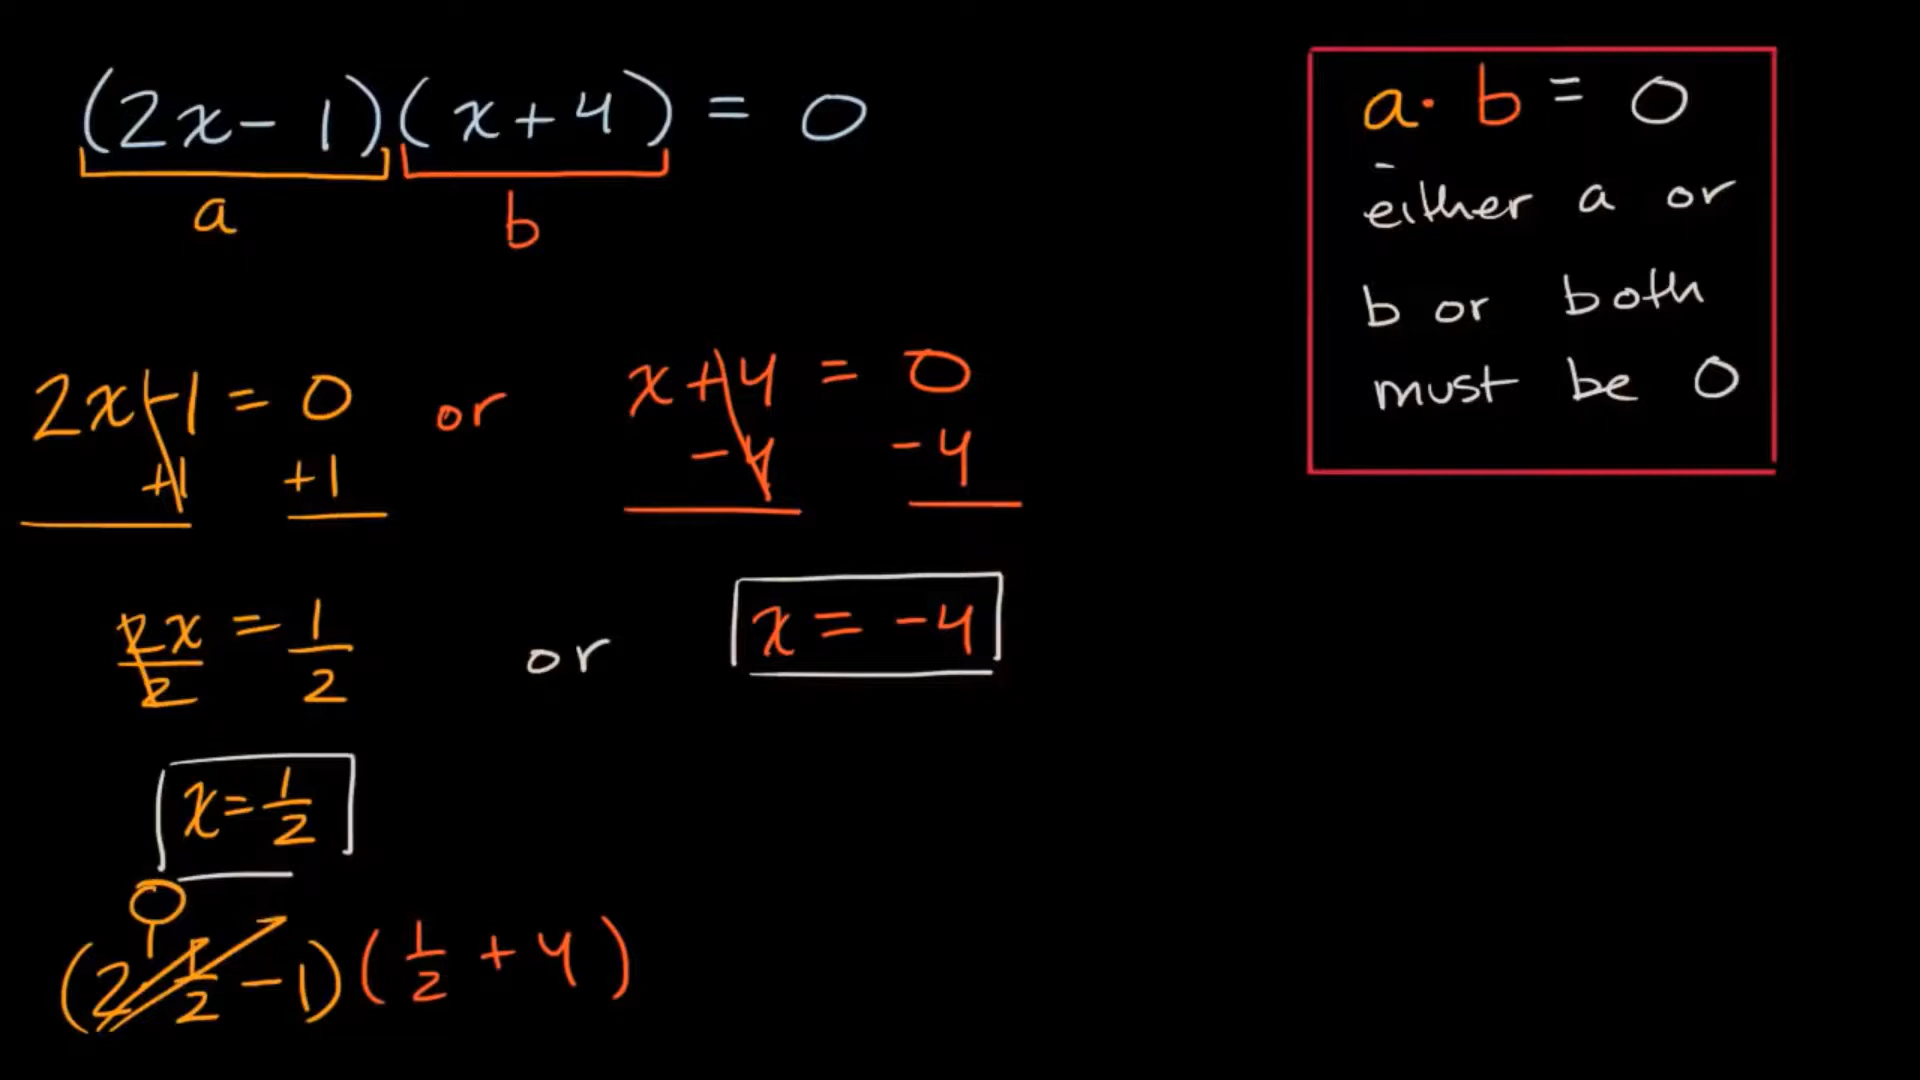 (2x-1)(x+4) = 0
a b
a · b = 0
either a or
b or both
must be 0
2x-1 = 0 or x+4 = 0
+1 +1 -4 -4
2x/2 = 1/2 or x = -4
x = 1/2
0
(2 · 1/2 - 1)(1/2 + 4)